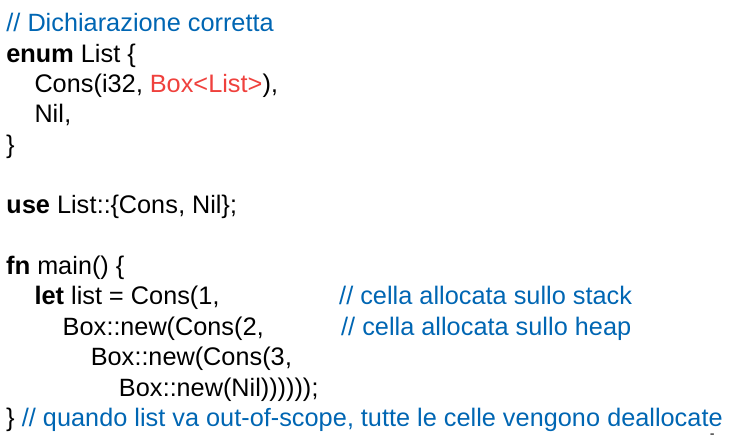 // Dichiarazione corretta
enum List {
Cons(i32, Box<List>),
Nil,
}
use List::{Cons, Nil};
fn main() {
let list = Cons(1, // cella allocata sullo stack
Box::new(Cons(2, // cella allocata sullo heap
Box::new(Cons(3,
Box::new(Nil))))));
} // quando list va out-of-scope, tutte le celle vengono deallocate